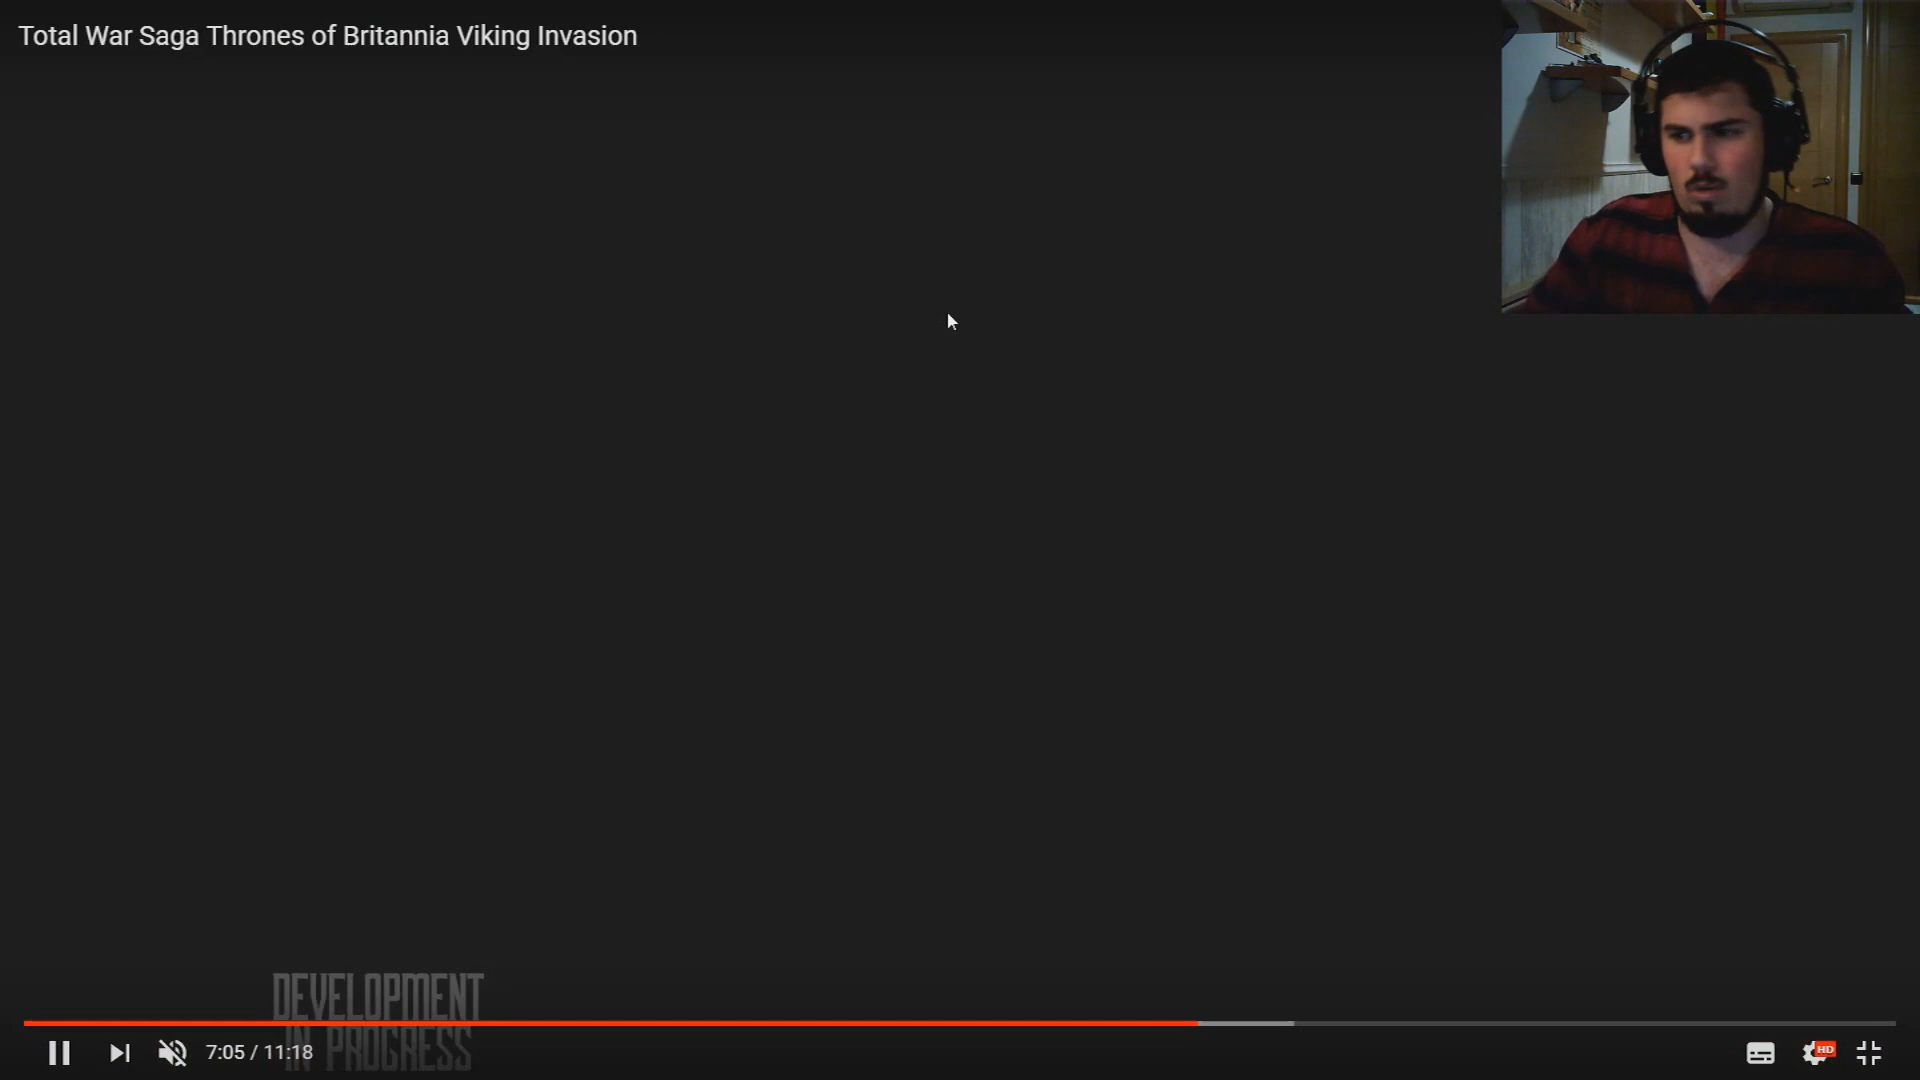 Total War Saga Thrones of Britannia Viking Invasion
DEVELOPMENT
IN PROGRESS
7:05 / 11:18
HD